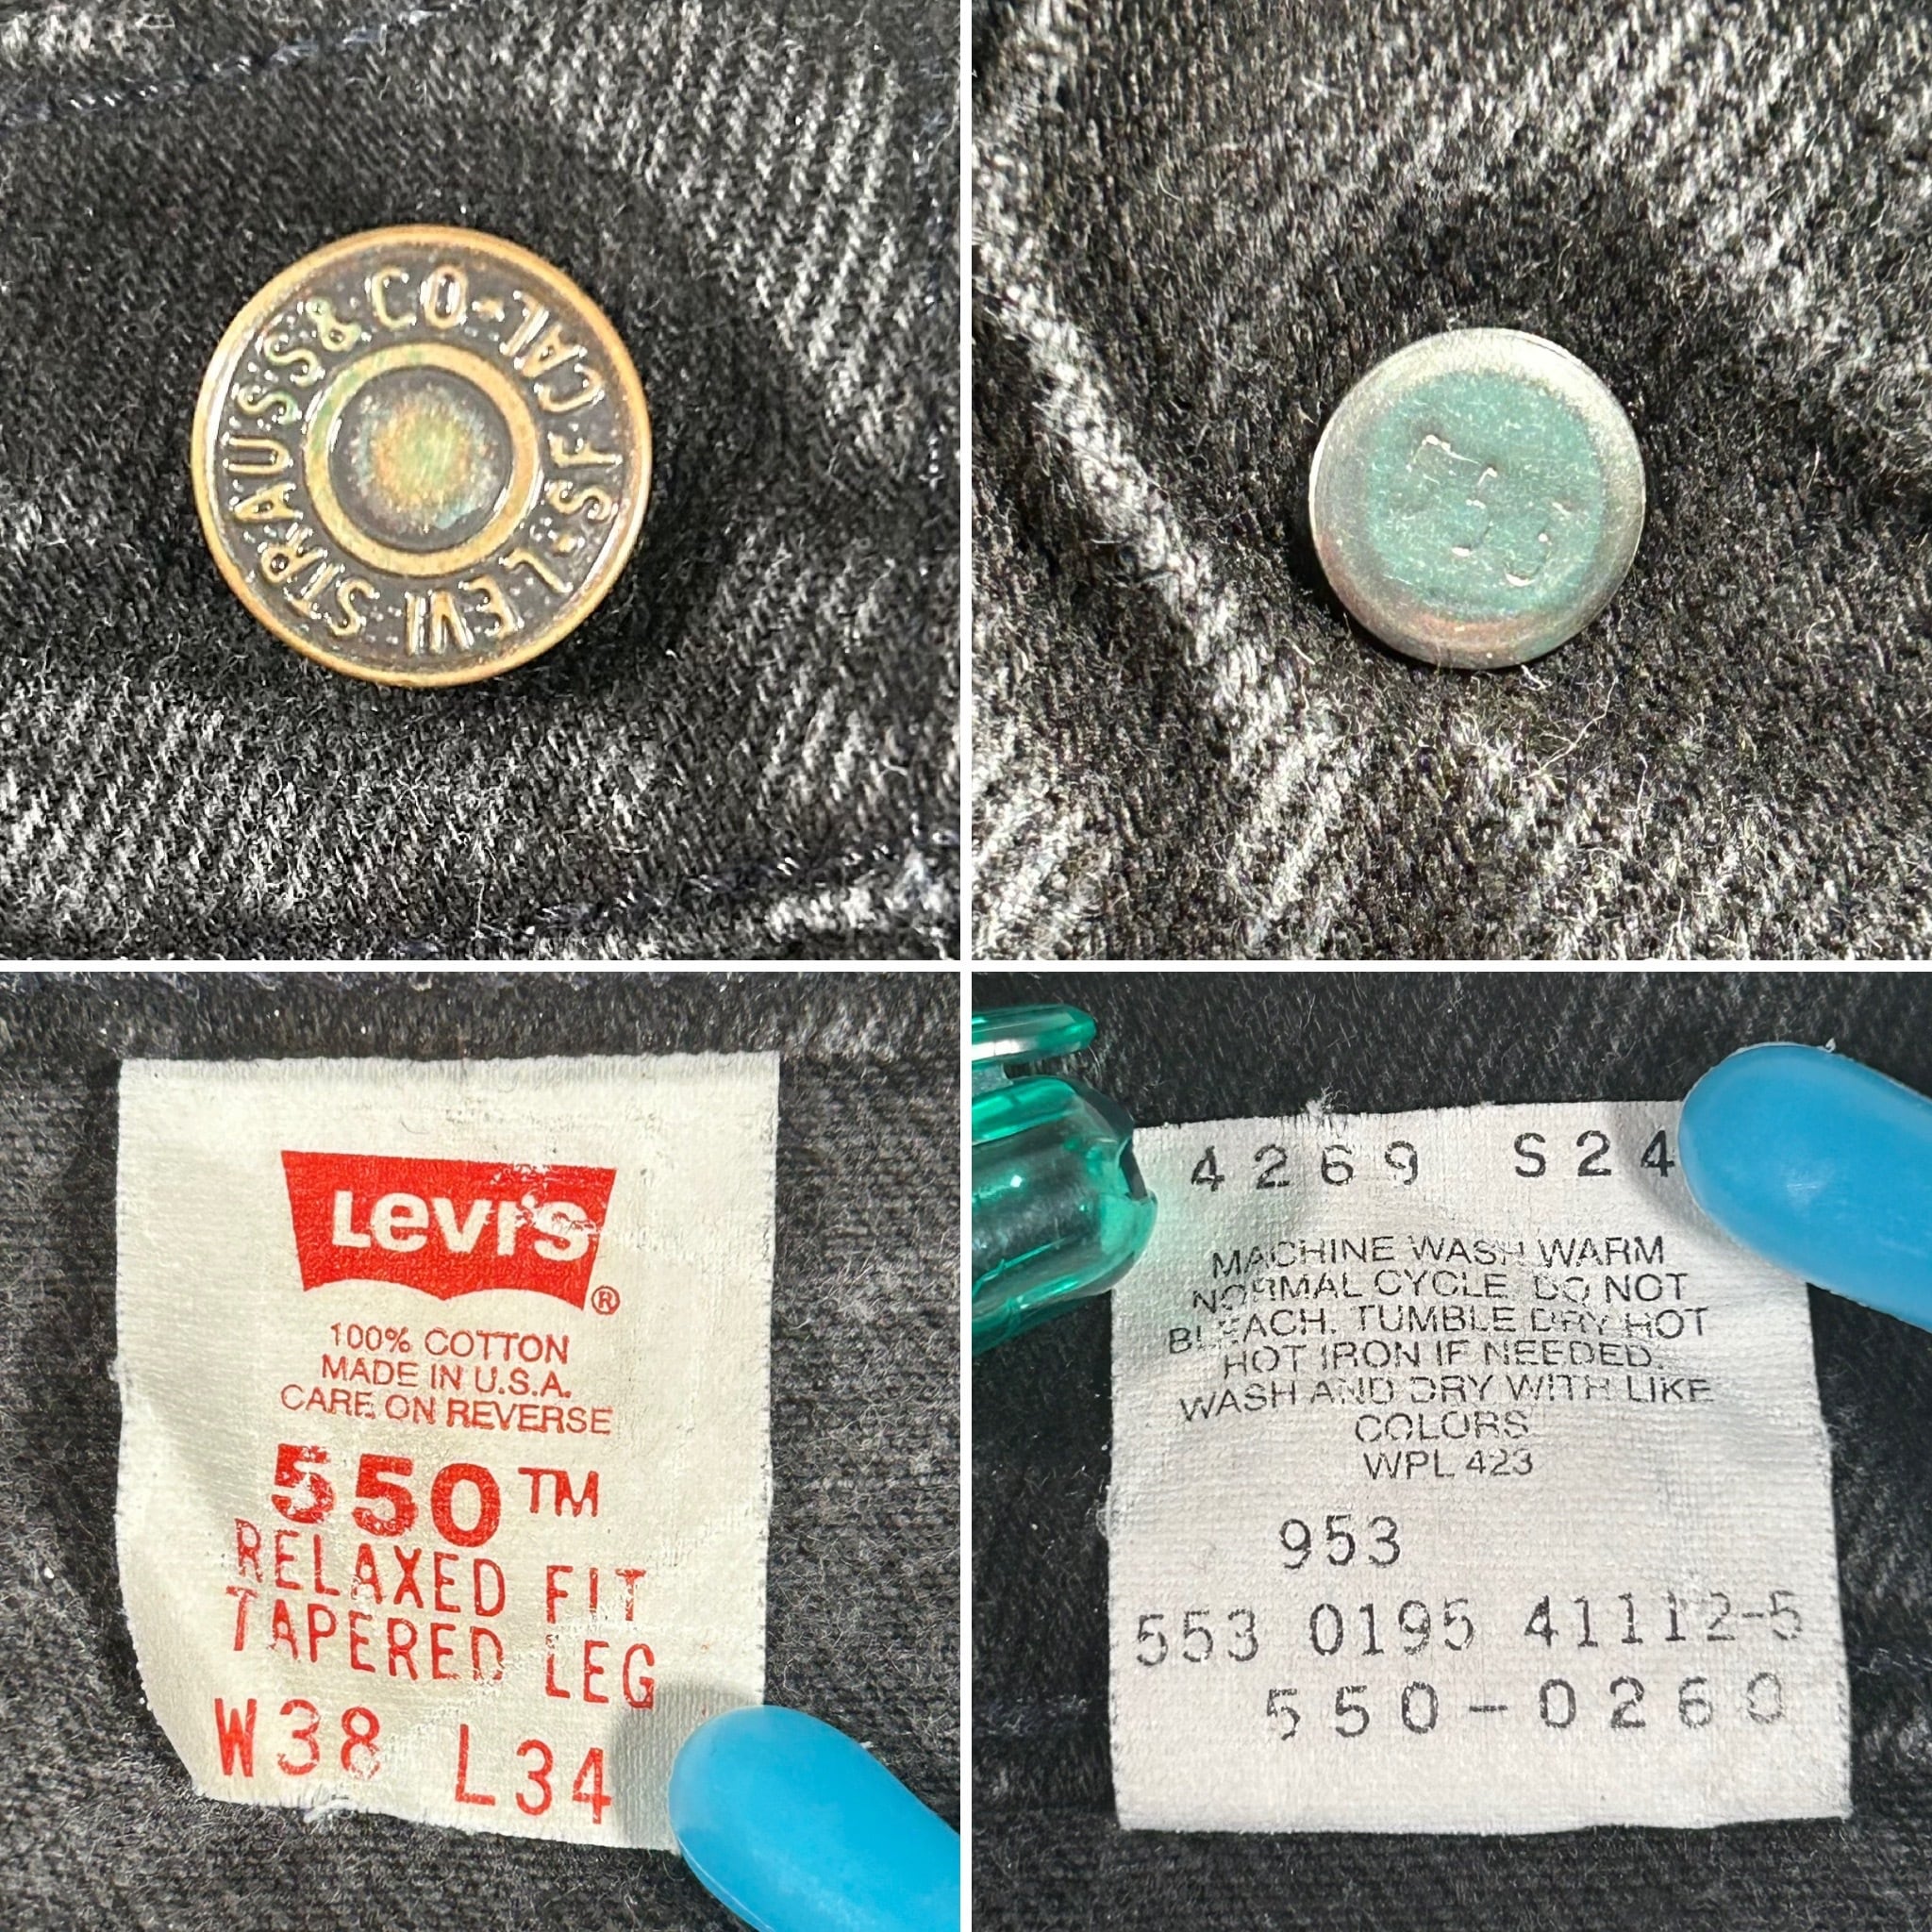 LEVI STRAUSS & CO-S.F.CAL-
Levi's®
100% COTTON
MADE IN U.S.A.
CARE ON REVERSE
550™
RELAXED FIT
TAPERED LEG
W38 L34
4269 S24
MACHINE WASH WARM
NORMAL CYCLE. DO NOT
BLEACH. TUMBLE DRY HOT
HOT IRON IF NEEDED.
WASH AND DRY WITH LIKE
COLORS
WPL 423
953
553 0195 41112-5
550-0260